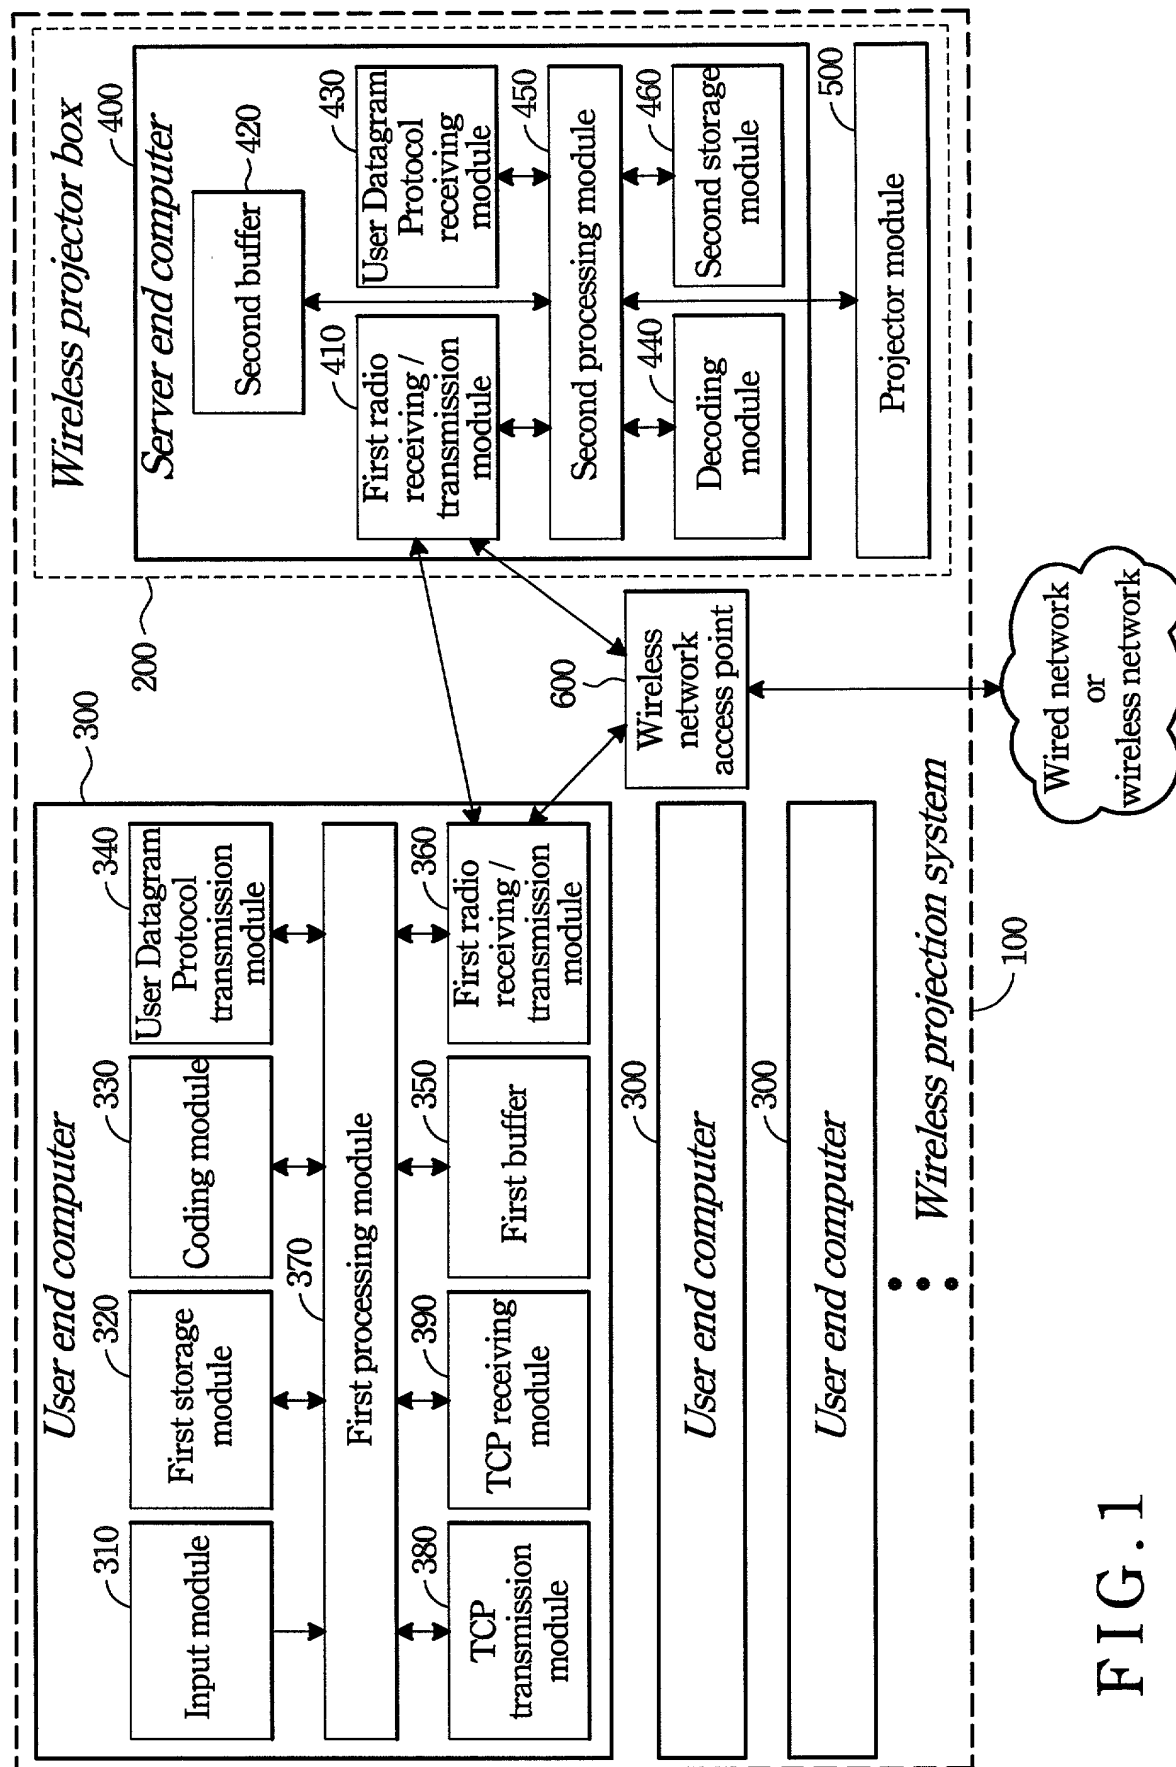 User end computer
300
310
Input module
320
First storage
module
330
Coding module
340
User Datagram
Protocol
transmission
module
370
First processing module
380
TCP
transmission
module
390
TCP receiving
module
350
First buffer
360
First radio
receiving /
transmission
module
300
User end computer
300
User end computer
Wireless projection system
100
200
Wireless projector box
400
Server end computer
420
Second buffer
410
First radio
receiving /
transmission
module
430
User Datagram
Protocol
receiving
module
450
Second processing module
440
Decoding
module
460
Second storage
module
500
Projector module
600
Wireless
network
access point
Wired network
or
wireless network
FIG.1